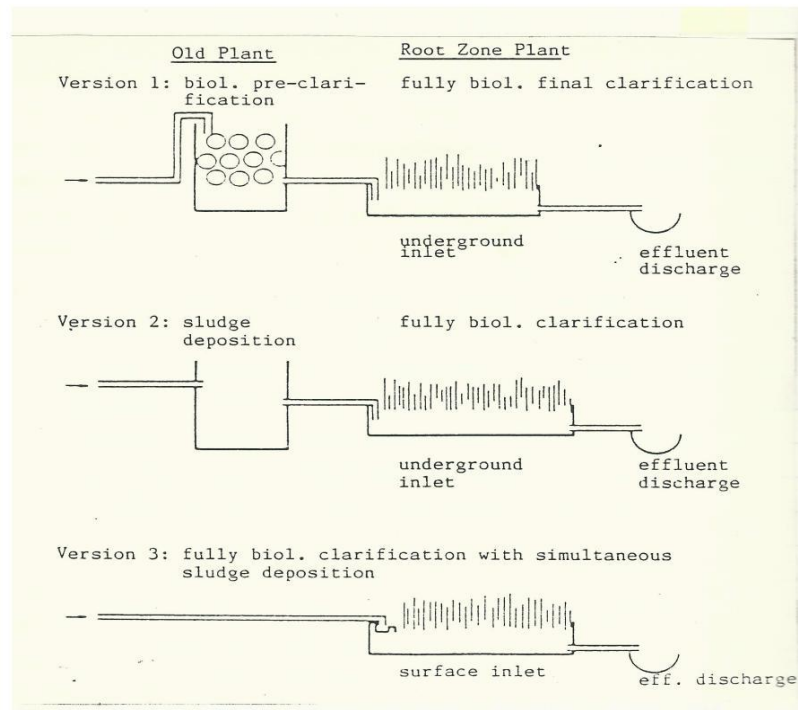 Old Plant Root Zone Plant
Version 1: biol. pre-clari- fully biol. final clarification
fication
underground
inlet
effluent
discharge
Version 2: sludge fully biol. clarification
deposition
underground effluent
inlet discharge
Version 3: fully biol. clarification with simultaneous
sludge deposition
surface inlet
eff. discharge